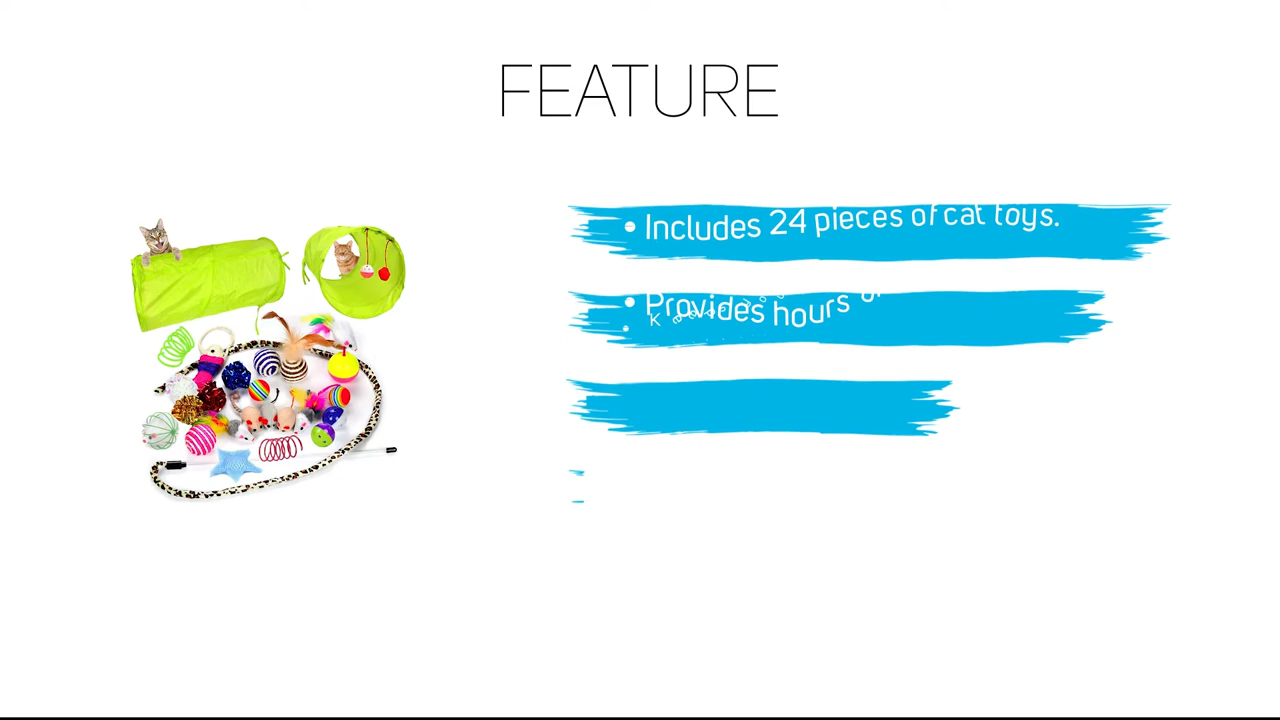 FEATURE
• Includes 24 pieces of cat toys.
• Provides hours